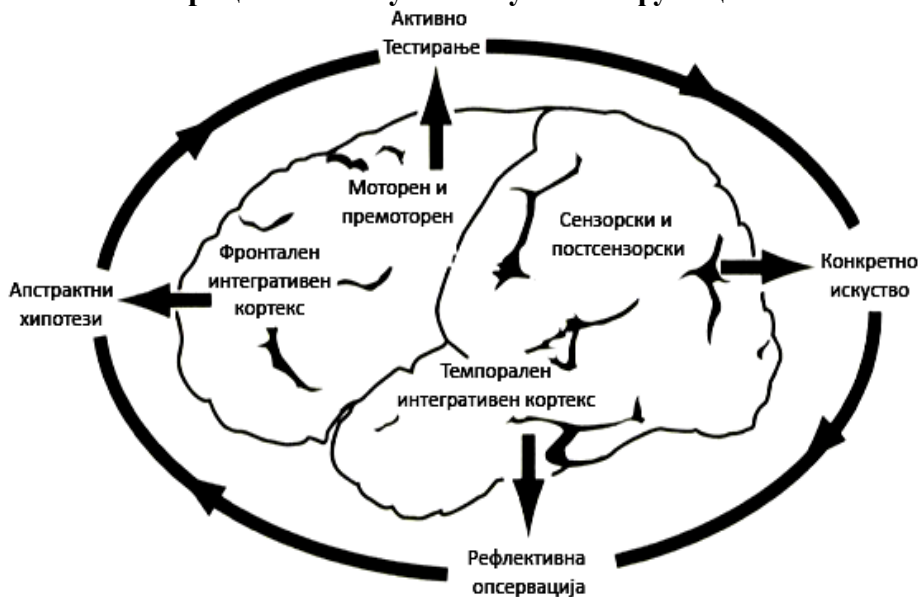 Активно
Тестирање
Моторен и
премоторен
Сензорски и
постсензорски
Фронтален
интегративен
кортекс
Конкретно
искуство
Апстрактни
хипотези
Темпорален
интегративен кортекс
Рефлективна
опсервација